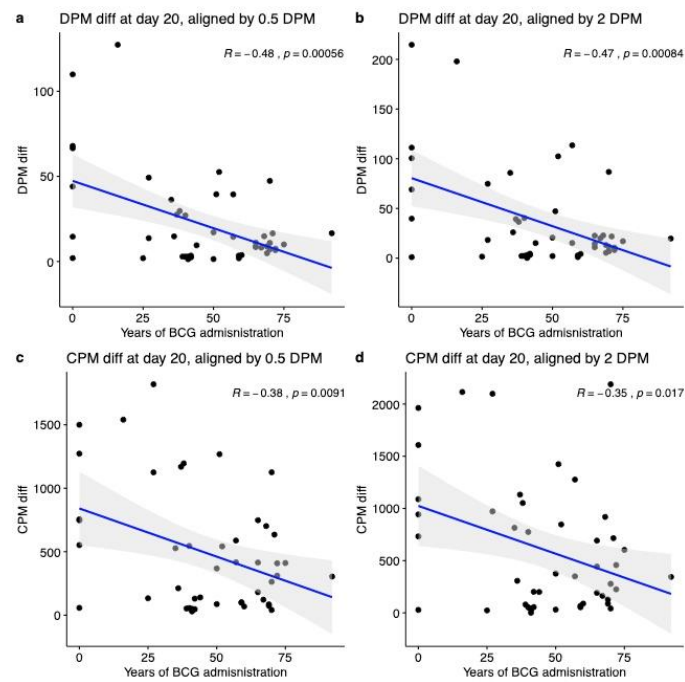 a DPM diff at day 20, aligned by 0.5 DPM
R = −0.48 , p = 0.00056
DPM diff
100
50
0
0 25 50 75
Years of BCG admisnistration
b DPM diff at day 20, aligned by 2 DPM
R = −0.47 , p = 0.00084
DPM diff
200
150
100
50
0
0 25 50 75
Years of BCG admisnistration
c CPM diff at day 20, aligned by 0.5 DPM
R = −0.38 , p = 0.0091
CPM diff
1500
1000
500
0
0 25 50 75
Years of BCG admisnistration
d CPM diff at day 20, aligned by 2 DPM
R = −0.35 , p = 0.017
CPM diff
2000
1500
1000
500
0
0 25 50 75
Years of BCG admisnistration